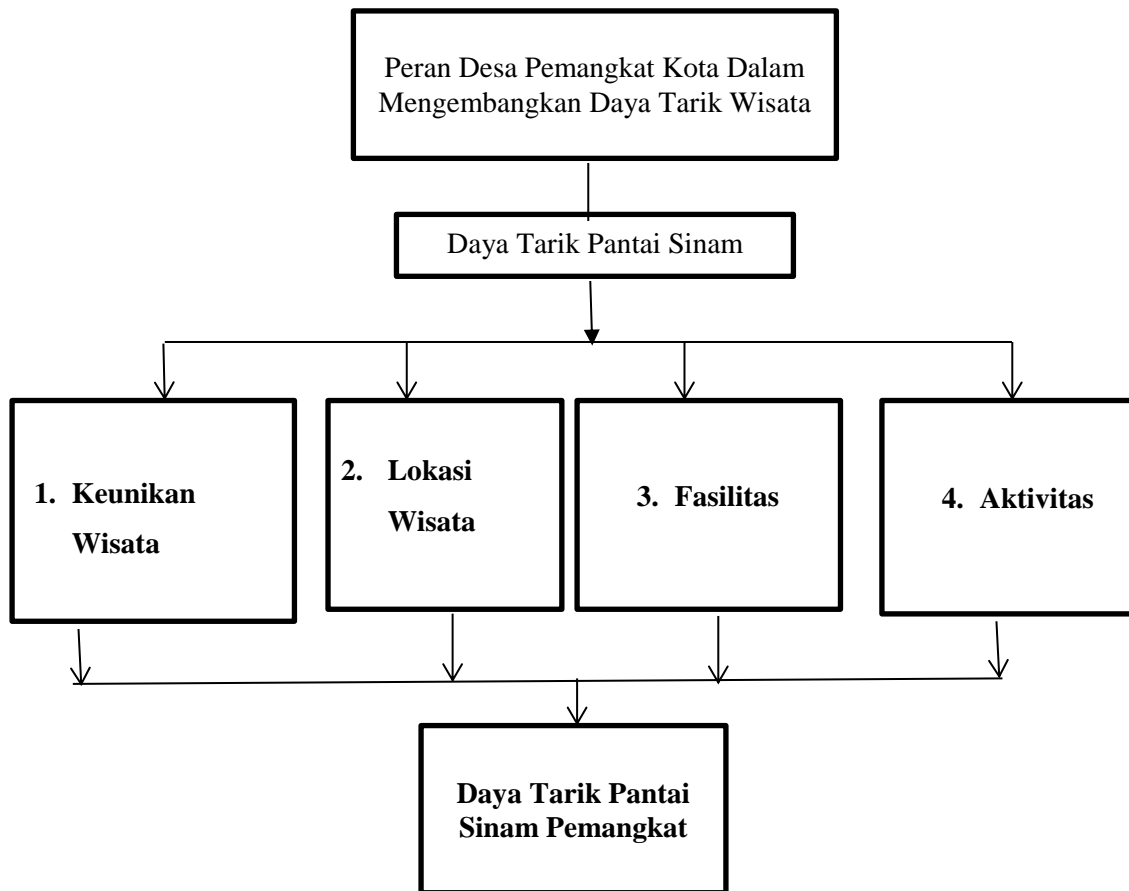 Peran Desa Pemangkat Kota Dalam
Mengembangkan Daya Tarik Wisata
Daya Tarik Pantai Sinam
1. Keunikan
Wisata
2. Lokasi
Wisata
3. Fasilitas
4. Aktivitas
Daya Tarik Pantai
Sinam Pemangkat